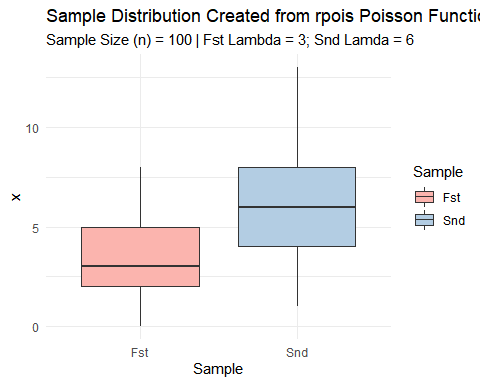 Sample Distribution Created from rpois Poisson Functio
Sample Size (n) = 100 | Fst Lambda = 3; Snd Lamda = 6
10
5
0
x
Fst
Snd
Sample
Sample
Fst
Snd